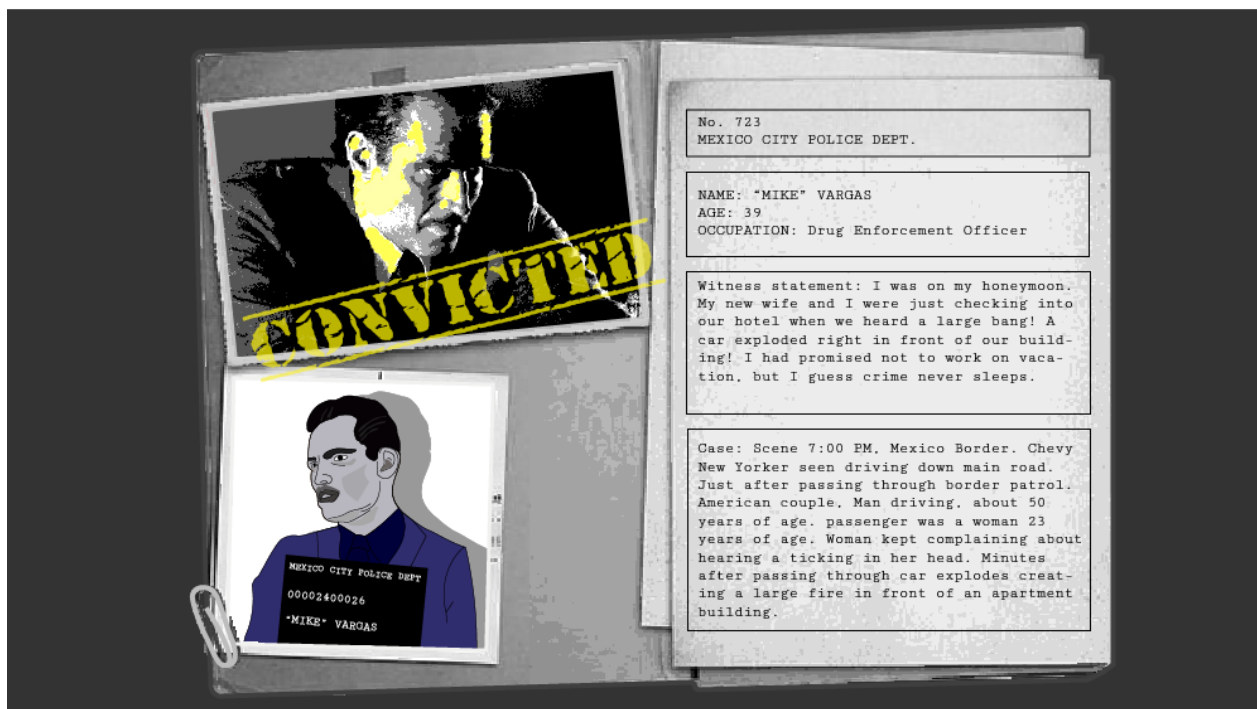 CONVICTED
MEXICO CITY POLICE DEPT
00002400026
"MIKE" VARGAS
No. 723
MEXICO CITY POLICE DEPT.
NAME: "MIKE" VARGAS
AGE: 39
OCCUPATION: Drug Enforcement Officer
Witness statement: I was on my honeymoon.
My new wife and I were just checking into
our hotel when we heard a large bang! A
car exploded right in front of our build-
ing! I had promised not to work on vaca-
tion, but I guess crime never sleeps.
Case: Scene 7:00 PM, Mexico Border. Chevy
New Yorker seen driving down main road.
Just after passing through border patrol.
American couple, Man driving, about 50
years of age. passenger was a woman 23
years of age. Woman kept complaining about
hearing a ticking in her head. Minutes
after passing through car explodes creat-
ing a large fire in front of an apartment
building.